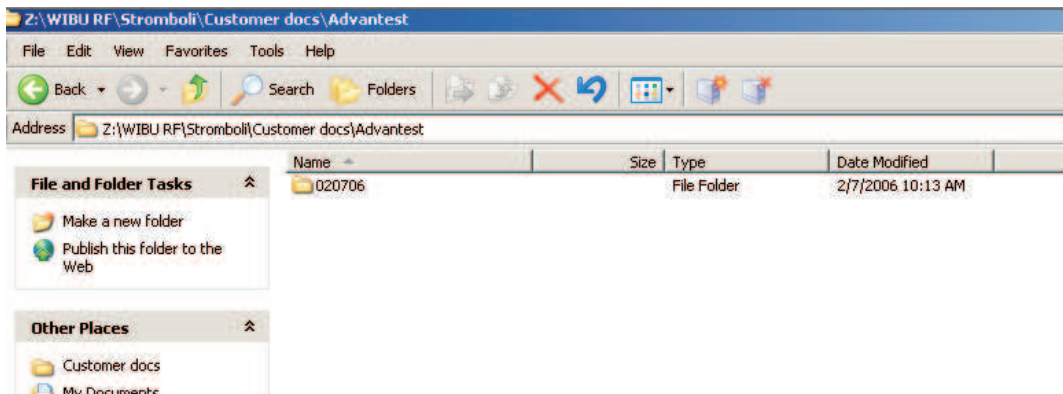 Z:\WIBU RF\Stromboli\Customer docs\Advantest
File Edit View Favorites Tools Help
Back Search Folders
Address Z:\WIBU RF\Stromboli\Customer docs\Advantest
Name Size Type Date Modified
File and Folder Tasks
020706 File Folder 2/7/2006 10:13 AM
Make a new folder
Publish this folder to the
Web
Other Places
Customer docs
My Documents